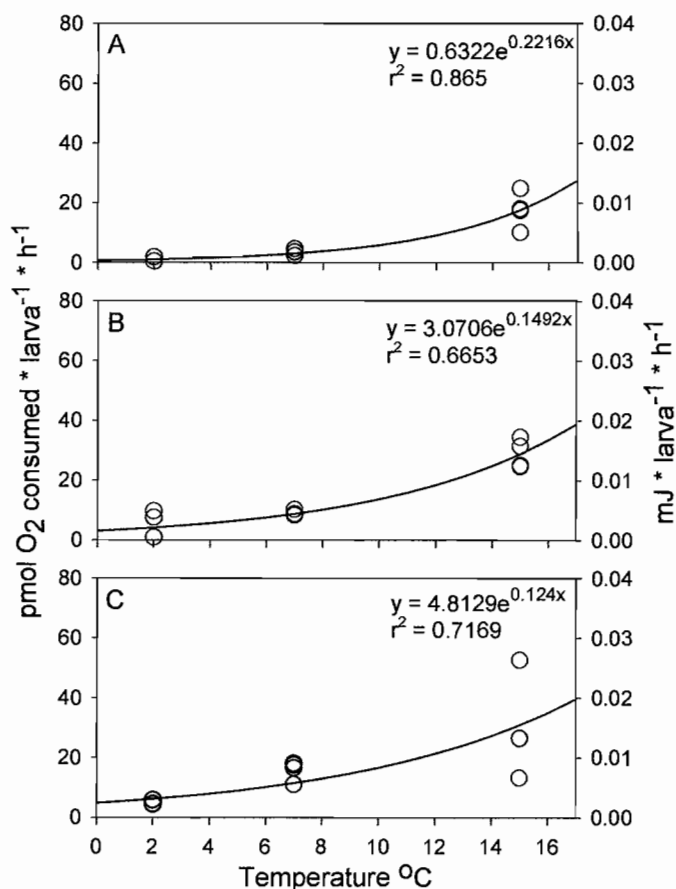 pmol O₂ consumed * larva⁻¹ * h⁻¹
mJ * larva⁻¹ * h⁻¹
A
y = 0.6322e^0.2216x
r² = 0.865
80
60
40
20
0
0.04
0.03
0.02
0.01
0.00
B
y = 3.0706e^0.1492x
r² = 0.6653
80
60
40
20
0
0.04
0.03
0.02
0.01
0.00
C
y = 4.8129e^0.124x
r² = 0.7169
80
60
40
20
0
0.04
0.03
0.02
0.01
0.00
0 2 4 6 8 10 12 14 16
Temperature ºC